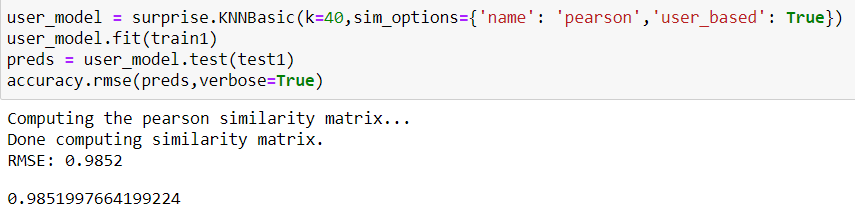 user_model = surprise.KNNBasic(k=40,sim_options={'name': 'pearson','user_based': True})
user_model.fit(train1)
preds = user_model.test(test1)
accuracy.rmse(preds,verbose=True)
Computing the pearson similarity matrix...
Done computing similarity matrix.
RMSE: 0.9852
0.9851997664199224